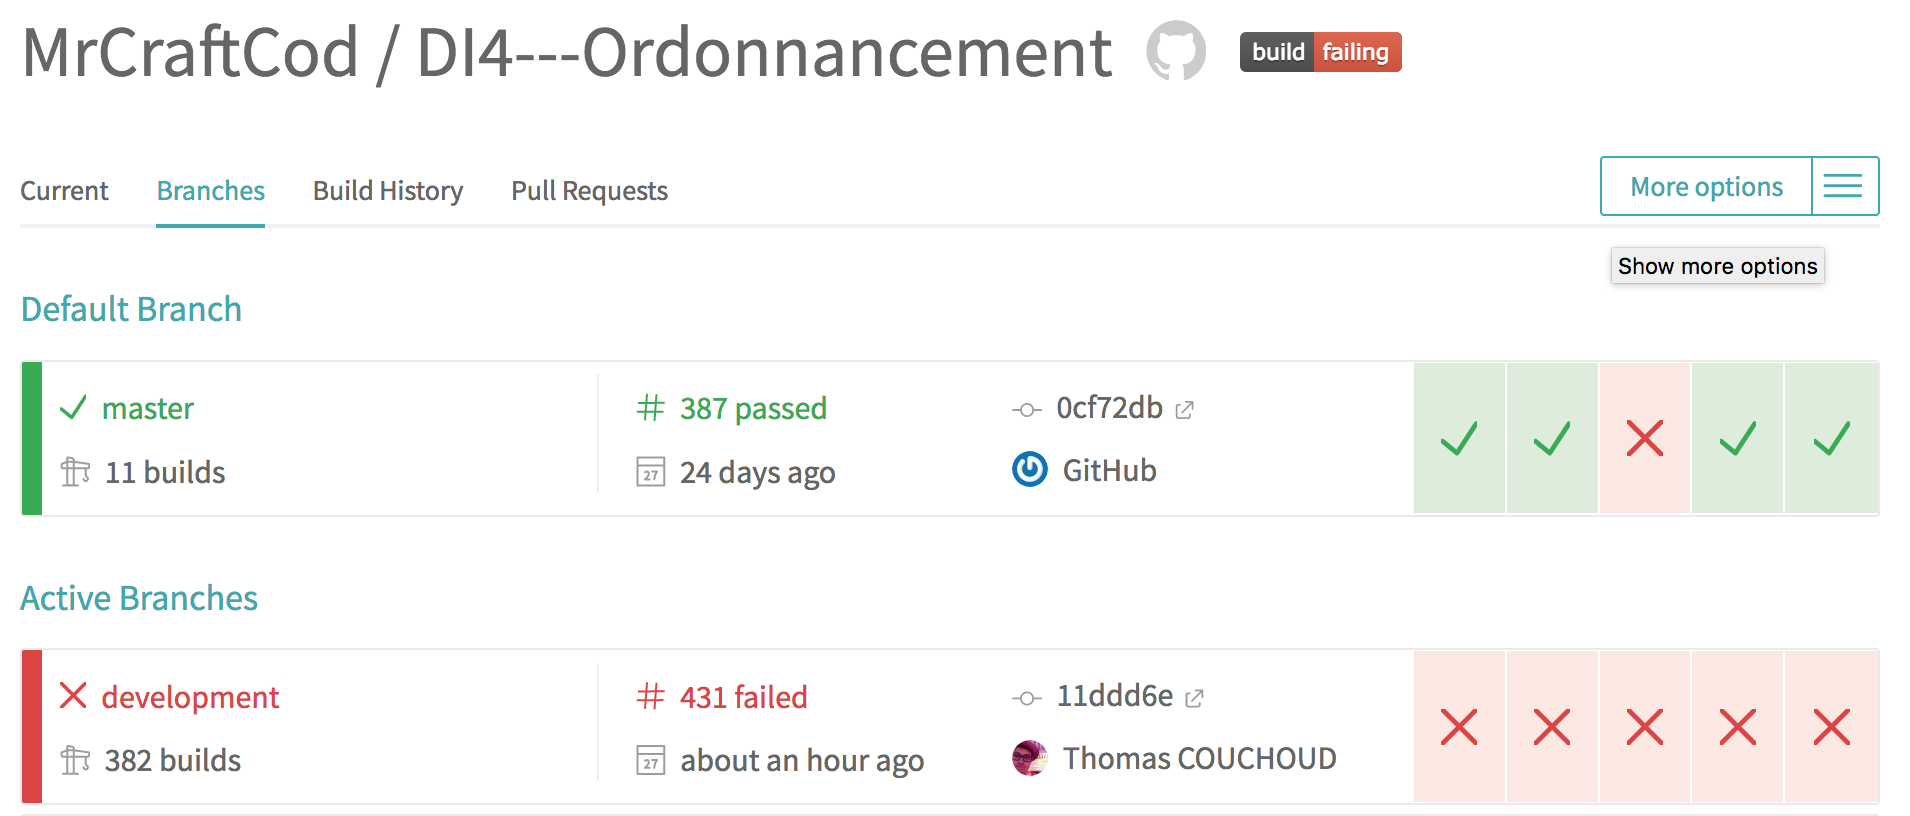 MrCraftCod / DI4---Ordonnancement build failing
Current Branches Build History Pull Requests More options
Show more options
Default Branch
master # 387 passed 0cf72db
11 builds 27 24 days ago GitHub
Active Branches
development # 431 failed 11ddd6e
382 builds 27 about an hour ago Thomas COUCHOUD